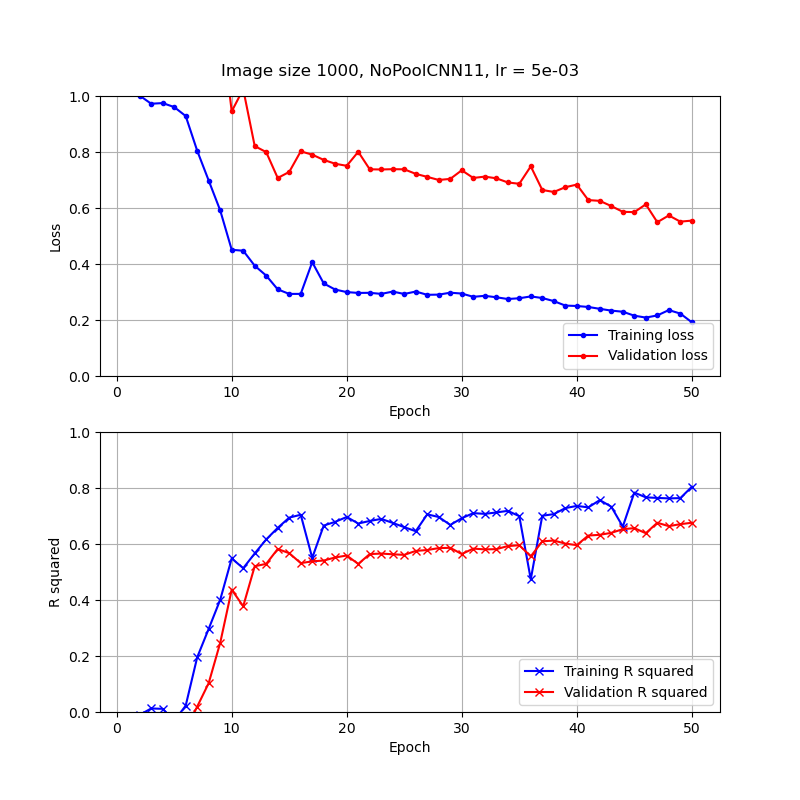 Image size 1000, NoPoolCNN11, lr = 5e-03
1.0
0.8
0.6
0.4
0.2
0.0
Loss
Training loss
Validation loss
0 10 20 30 40 50
Epoch
1.0
0.8
0.6
0.4
0.2
0.0
R squared
Training R squared
Validation R squared
0 10 20 30 40 50
Epoch